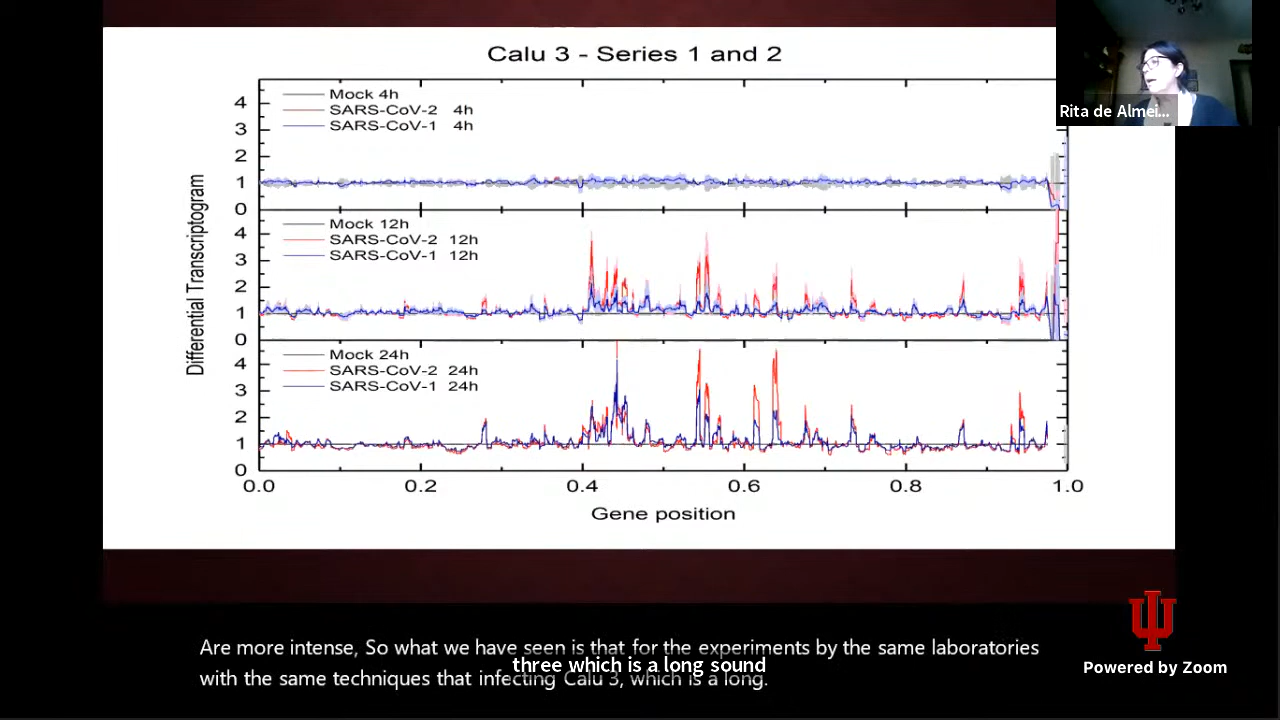 Calu 3 - Series 1 and 2
Rita de Almei...
Differential Transcriptogram
4
3
2
1
0
Mock 4h
SARS-CoV-2 4h
SARS-CoV-1 4h
4
3
2
1
0
Mock 12h
SARS-CoV-2 12h
SARS-CoV-1 12h
4
3
2
1
0
Mock 24h
SARS-CoV-2 24h
SARS-CoV-1 24h
0.0 0.2 0.4 0.6 0.8 1.0
Gene position
Are more intense, So what we have seen is that for the experiments by the same laboratories
three which is a long sound
with the same techniques that infecting Calu 3, which is a long.
Powered by Zoom